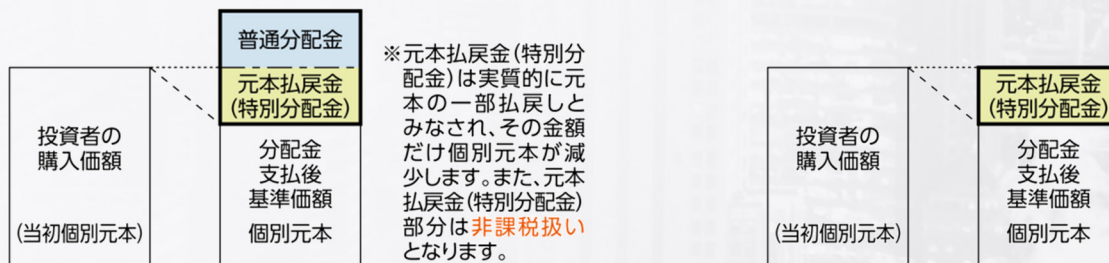 普通分配金
元本払戻金
(特別分配金)
投資者の
購入価額
(当初個別元本)
分配金
支払後
基準価額
個別元本
※元本払戻金(特別分
配金)は実質的に元
本の一部払戻しと
みなされ、その金額
だけ個別元本が減
少します。また、元本
払戻金(特別分配金)
部分は非課税扱い
となります。
投資者の
購入価額
(当初個別元本)
元本払戻金
(特別分配金)
分配金
支払後
基準価額
個別元本